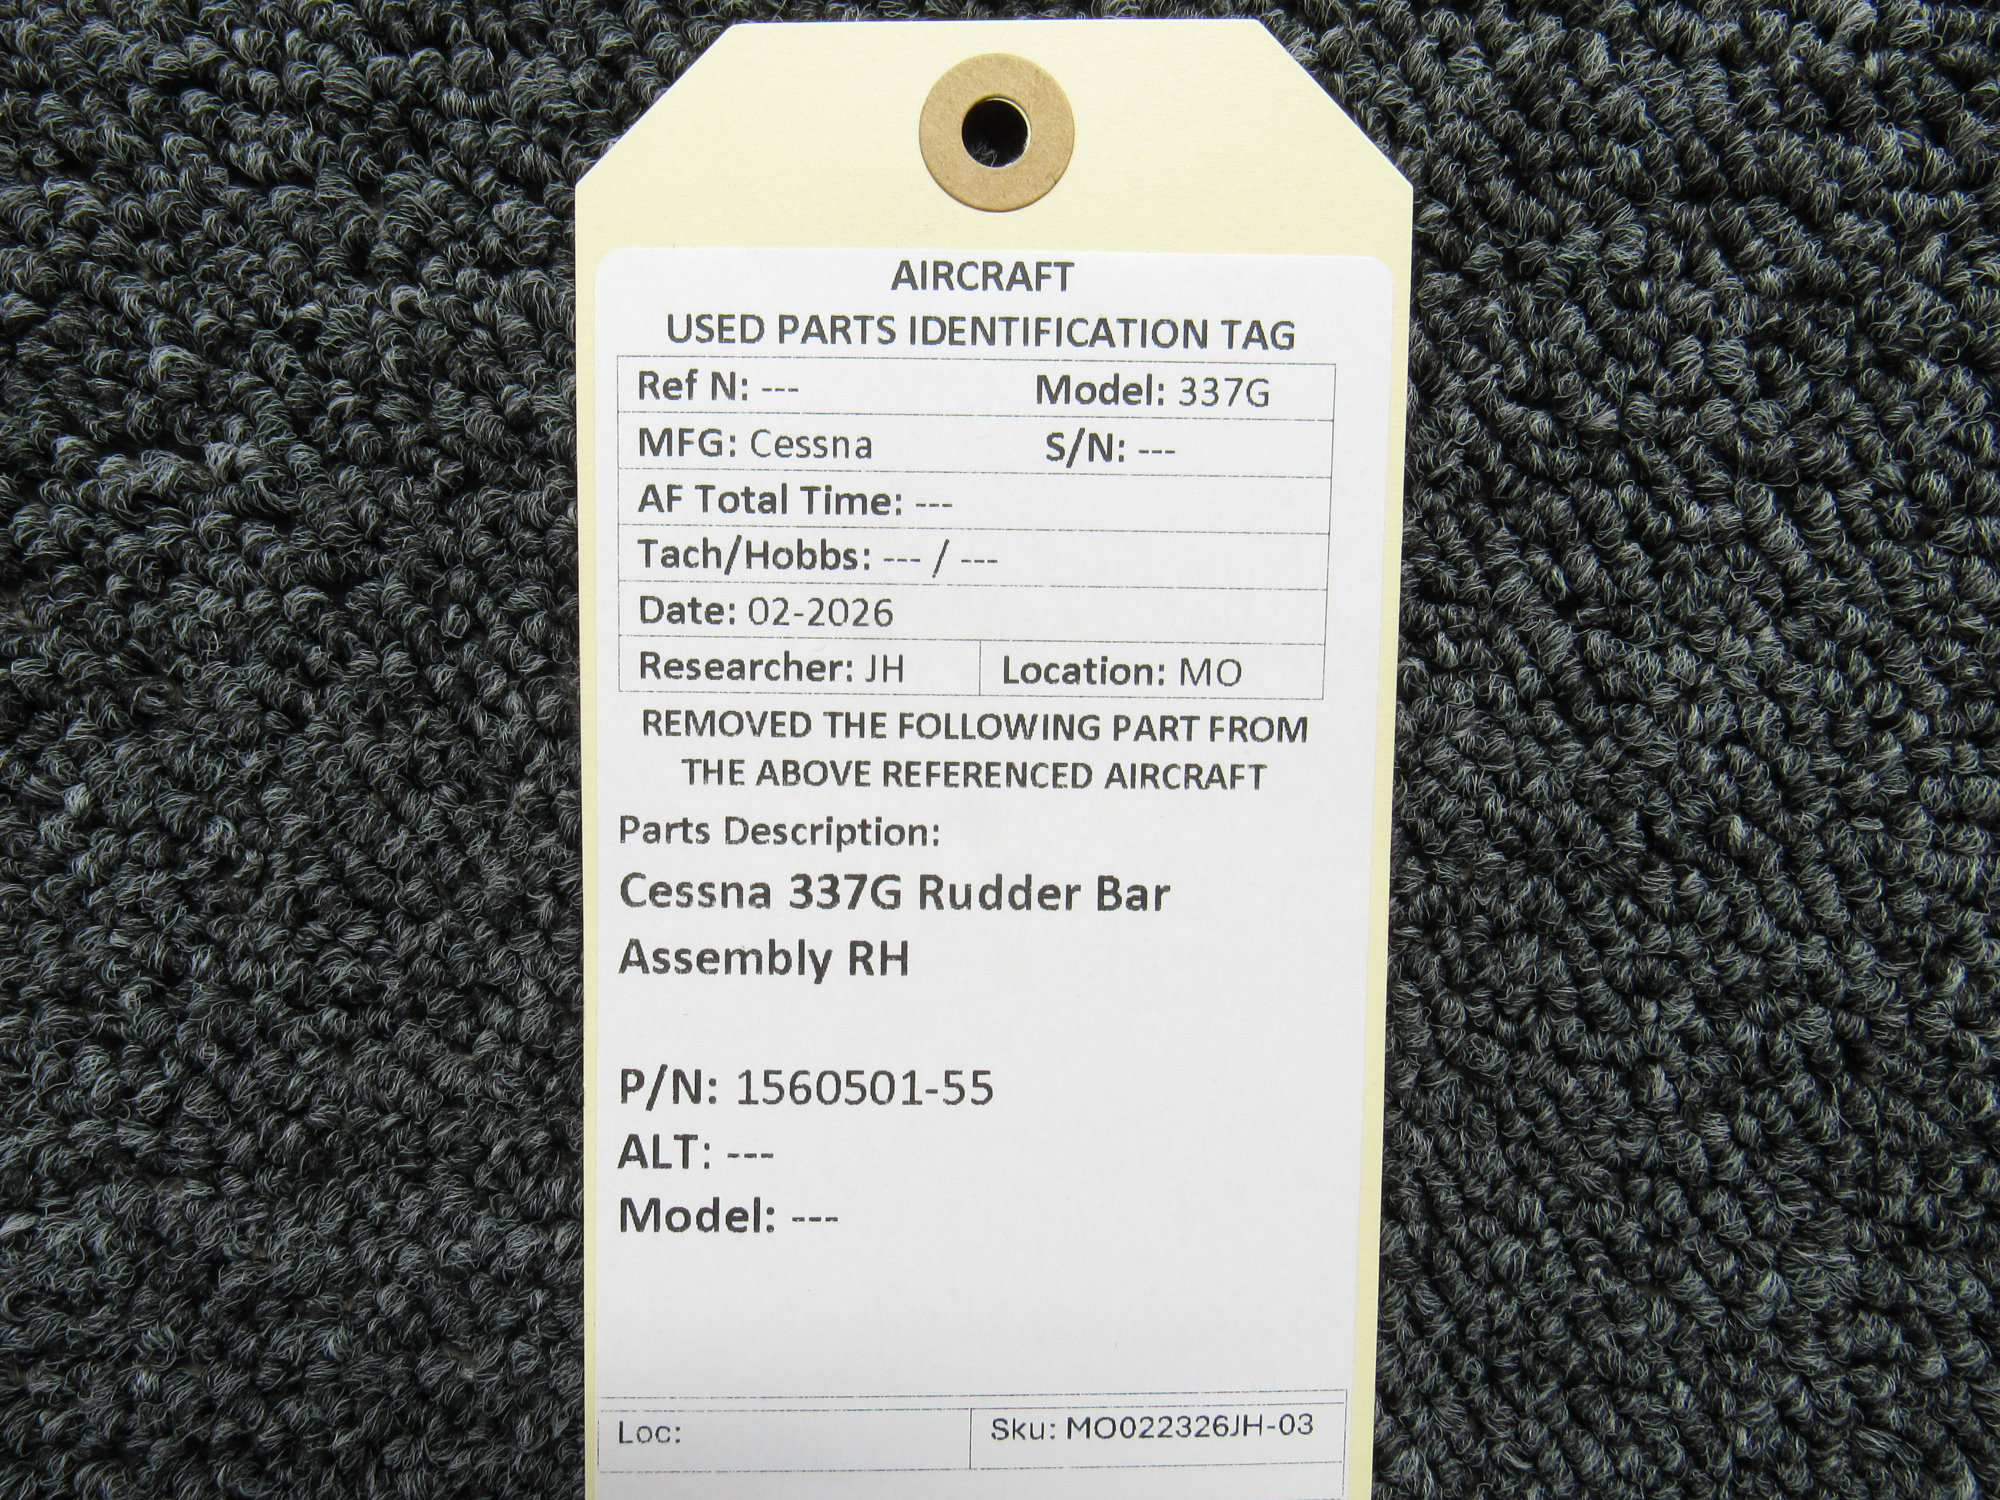 AIRCRAFT
USED PARTS IDENTIFICATION TAG
Ref N: --- Model: 337G
MFG: Cessna S/N: ---
AF Total Time: ---
Tach/Hobbs: --- / ---
Date: 02-2026
Researcher: JH Location: MO
REMOVED THE FOLLOWING PART FROM
THE ABOVE REFERENCED AIRCRAFT
Parts Description:
Cessna 337G Rudder Bar
Assembly RH
P/N: 1560501-55
ALT: ---
Model: ---
Loc: Sku: MO022326JH-03